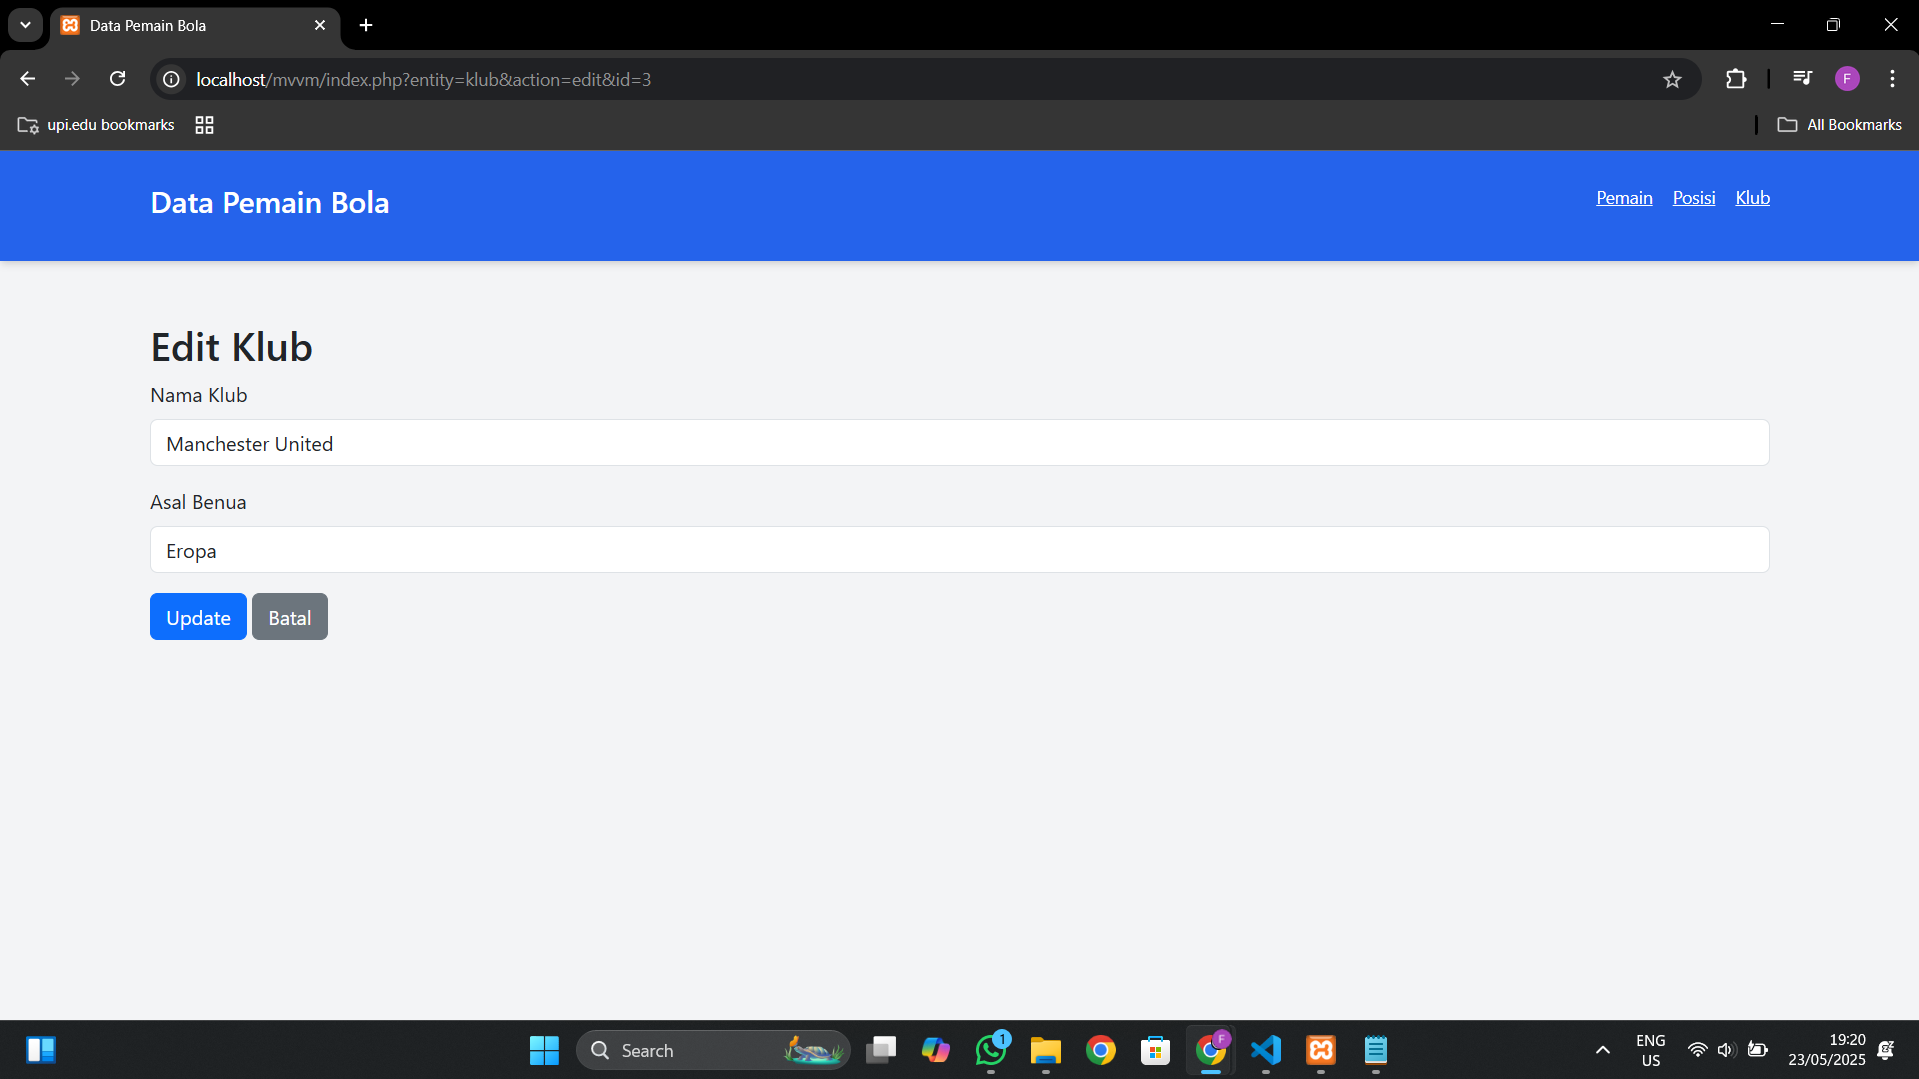 Data Pemain Bola
localhost/mvvm/index.php?entity=klub&action=edit&id=3
F
upi.edu bookmarks
All Bookmarks
Data Pemain Bola
Pemain Posisi Klub
Edit Klub
Nama Klub
Manchester United
Asal Benua
Eropa
Update Batal
Search
1
F
ENG
US
19:20
23/05/2025